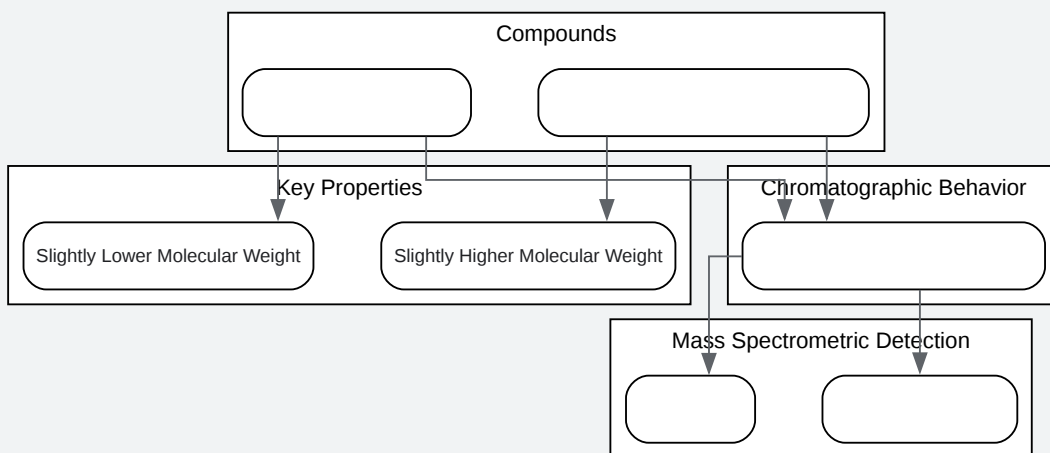 Compounds
Key Properties
Chromatographic Behavior
Slightly Lower Molecular Weight
Slightly Higher Molecular Weight
Mass Spectrometric Detection